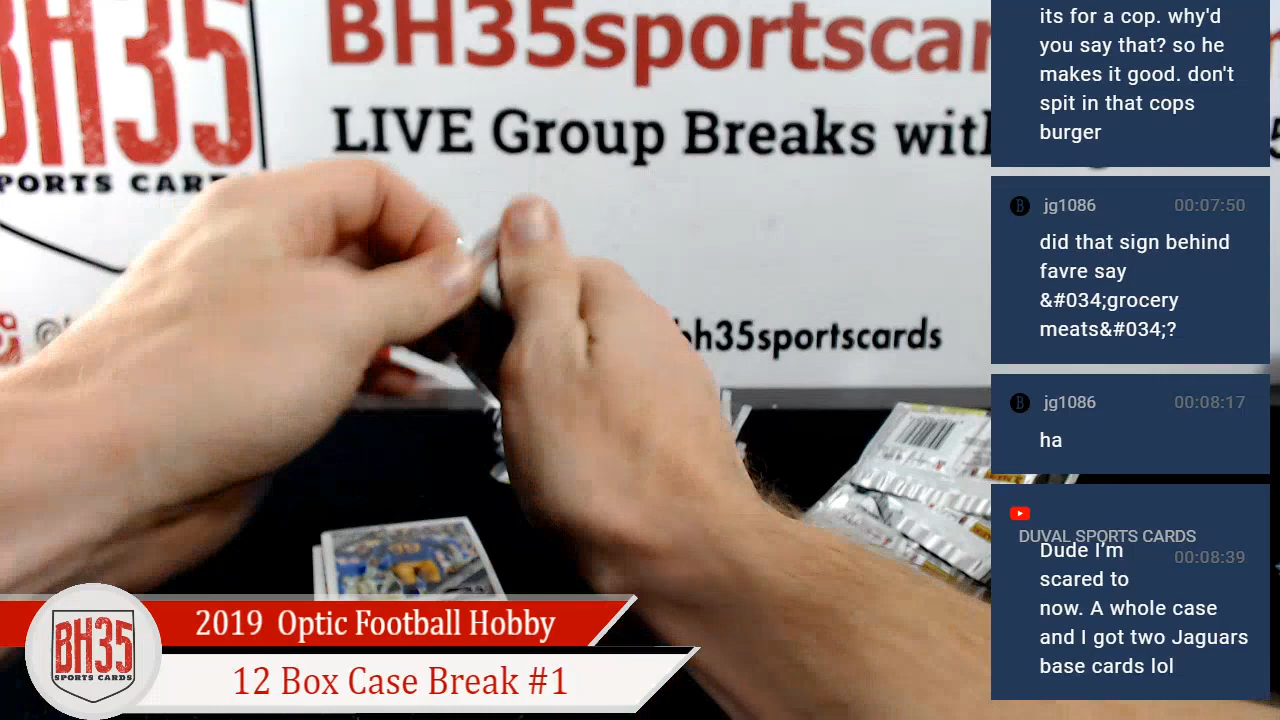 BH35
SPORTS CARDS
BH35sportscar
LIVE Group Breaks with
bh35sportscards
its for a cop. why'd
you say that? so he
makes it good. don't
spit in that cops
burger
jg1086 00:07:50
did that sign behind
favre say
&#034;grocery
meats&#034;?
jg1086 00:08:17
ha
DUVAL SPORTS CARDS
00:08:39
Dude I'm
scared to
now. A whole case
and I got two Jaguars
base cards lol
BH35
SPORTS CARDS
2019 Optic Football Hobby
12 Box Case Break #1